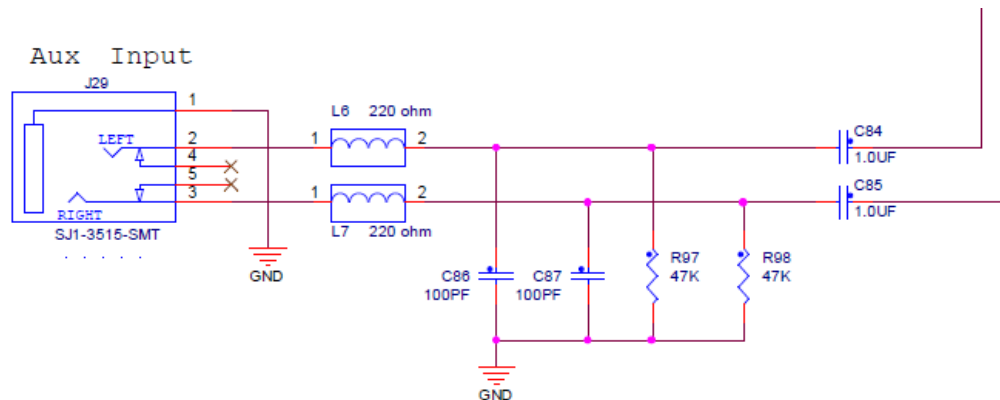 Aux Input
J29
1
LEFT
2
4
5
3
RIGHT
SJ1-3515-SMT
L6 220 ohm
1 2
1 2
L7 220 ohm
C84
1.0UF
C85
1.0UF
GND
C86
100PF
C87
100PF
R97
47K
R98
47K
GND